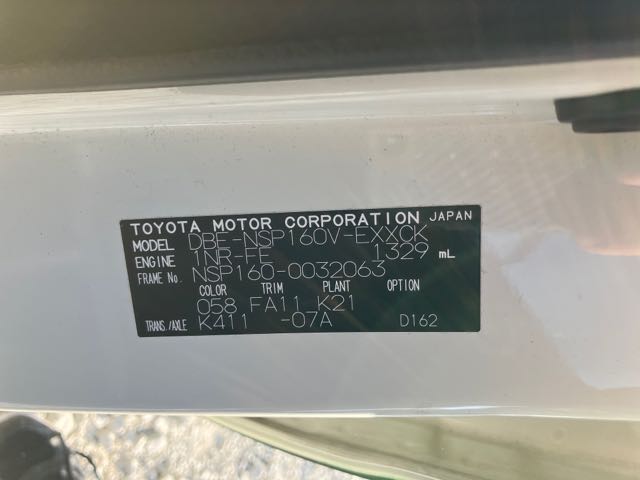 TOYOTA MOTOR CORPORATION JAPAN
MODEL DBE-NSP160V-EXXCK
ENGINE 1NR-FE 1329 mL
FRAME No. NSP160-0032063
COLOR TRIM PLANT OPTION
058 FA11 K21
TRANS./AXLE K411 -07A D162